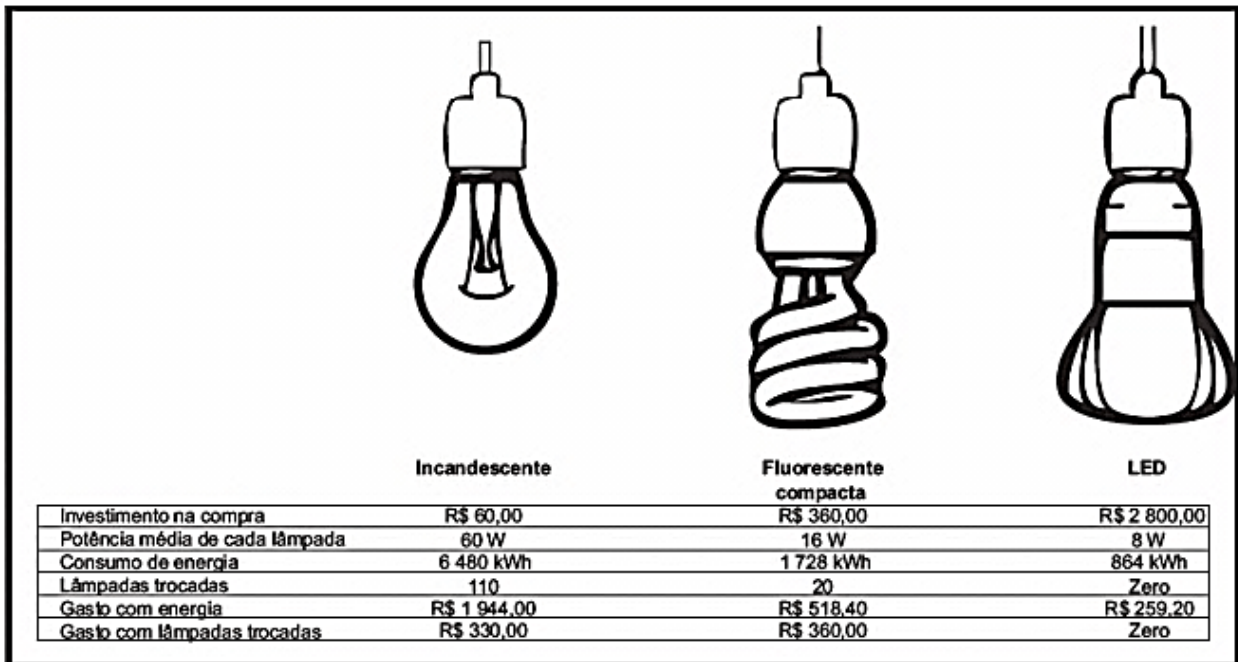 Incandescente Fluorescente compacta LED
Investimento na compra R$ 60,00 R$ 360,00 R$ 2 800,00
Potência média de cada lâmpada 60 W 16 W 8 W
Consumo de energia 6 480 kWh 1 728 kWh 864 kWh
Lâmpadas trocadas 110 20 Zero
Gasto com energia R$ 1 944,00 R$ 518,40 R$ 259,20
Gasto com lâmpadas trocadas R$ 330,00 R$ 360,00 Zero